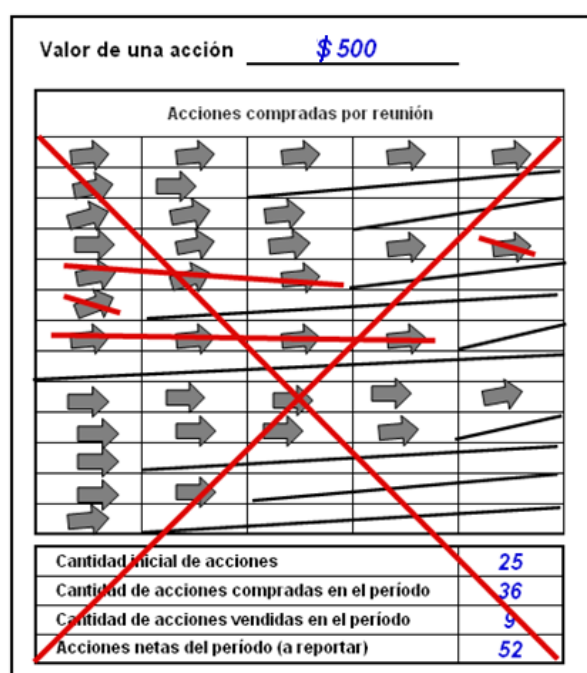 Valor de una acción $ 500
Acciones compradas por reunión
Cantidad inicial de acciones 25
Cantidad de acciones compradas en el período 36
Cantidad de acciones vendidas en el período 9
Acciones netas del período (a reportar) 52